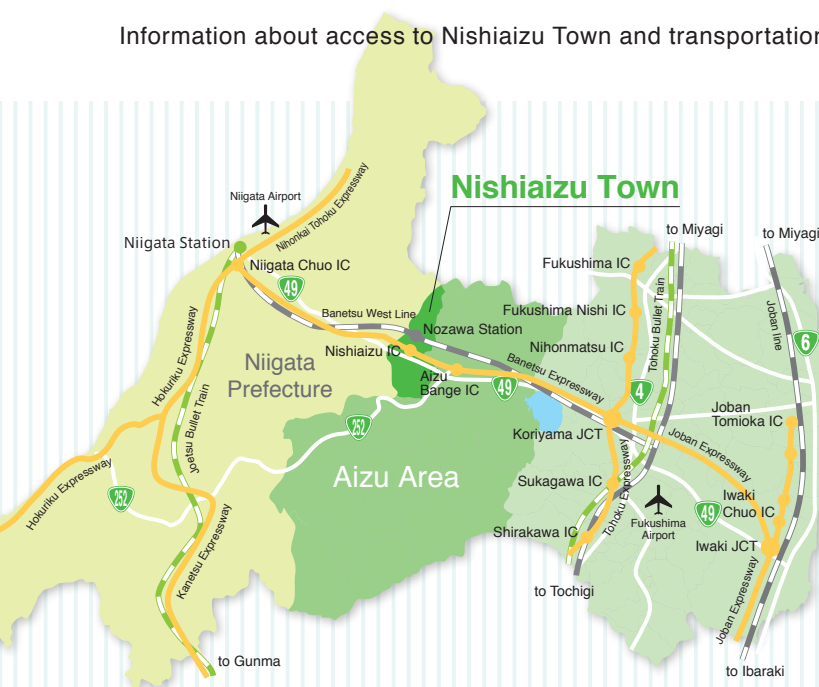 Information about access to Nishiaizu Town and transportation
Nishiaizu Town
Niigata Airport
Nihonkai Tohoku Expressway
Niigata Station
Niigata Chuo IC
49
Banetsu West Line
Nozawa Station
Nishiaizu IC
Aizu
Bange IC
49
Banetsu Expressway
Niigata
Prefecture
Hokuriku Expressway
Joetsu Bullet Train
Hokuriku Expressway
252
252
Aizu Area
Kanetsu Expressway
to Gunma
to Miyagi
to Miyagi
Fukushima IC
Fukushima Nishi IC
Nihonmatsu IC
Tohoku Bullet Train
Joban line
6
4
Koriyama JCT
Joban
Tomioka IC
Joban Expressway
Sukagawa IC
Tohoku Expressway
Iwaki
Chuo IC
49
Fukushima
Airport
Shirakawa IC
Iwaki JCT
to Tochigi
Joban Expressway
to Ibaraki